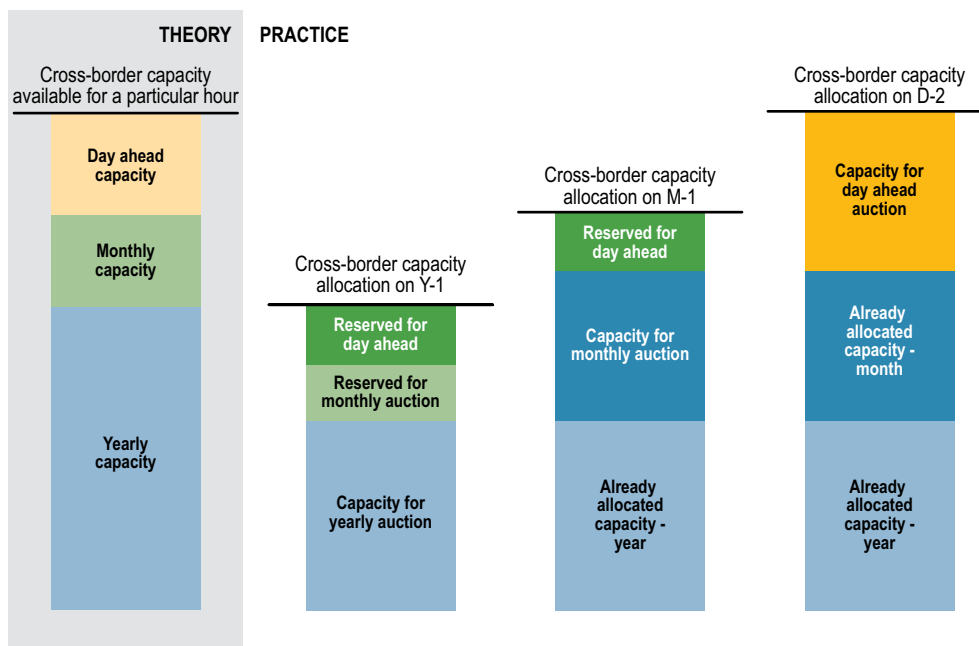 THEORY
PRACTICE
Cross-border capacity
available for a particular hour
Day ahead
capacity
Monthly
capacity
Yearly
capacity
Cross-border capacity
allocation on Y-1
Reserved for
day ahead
Reserved for
monthly auction
Capacity for
yearly auction
Cross-border capacity
allocation on M-1
Reserved for
day ahead
Capacity for
monthly auction
Already
allocated
capacity -
year
Cross-border capacity
allocation on D-2
Capacity for
day ahead
auction
Already
allocated
capacity -
month
Already
allocated
capacity -
year